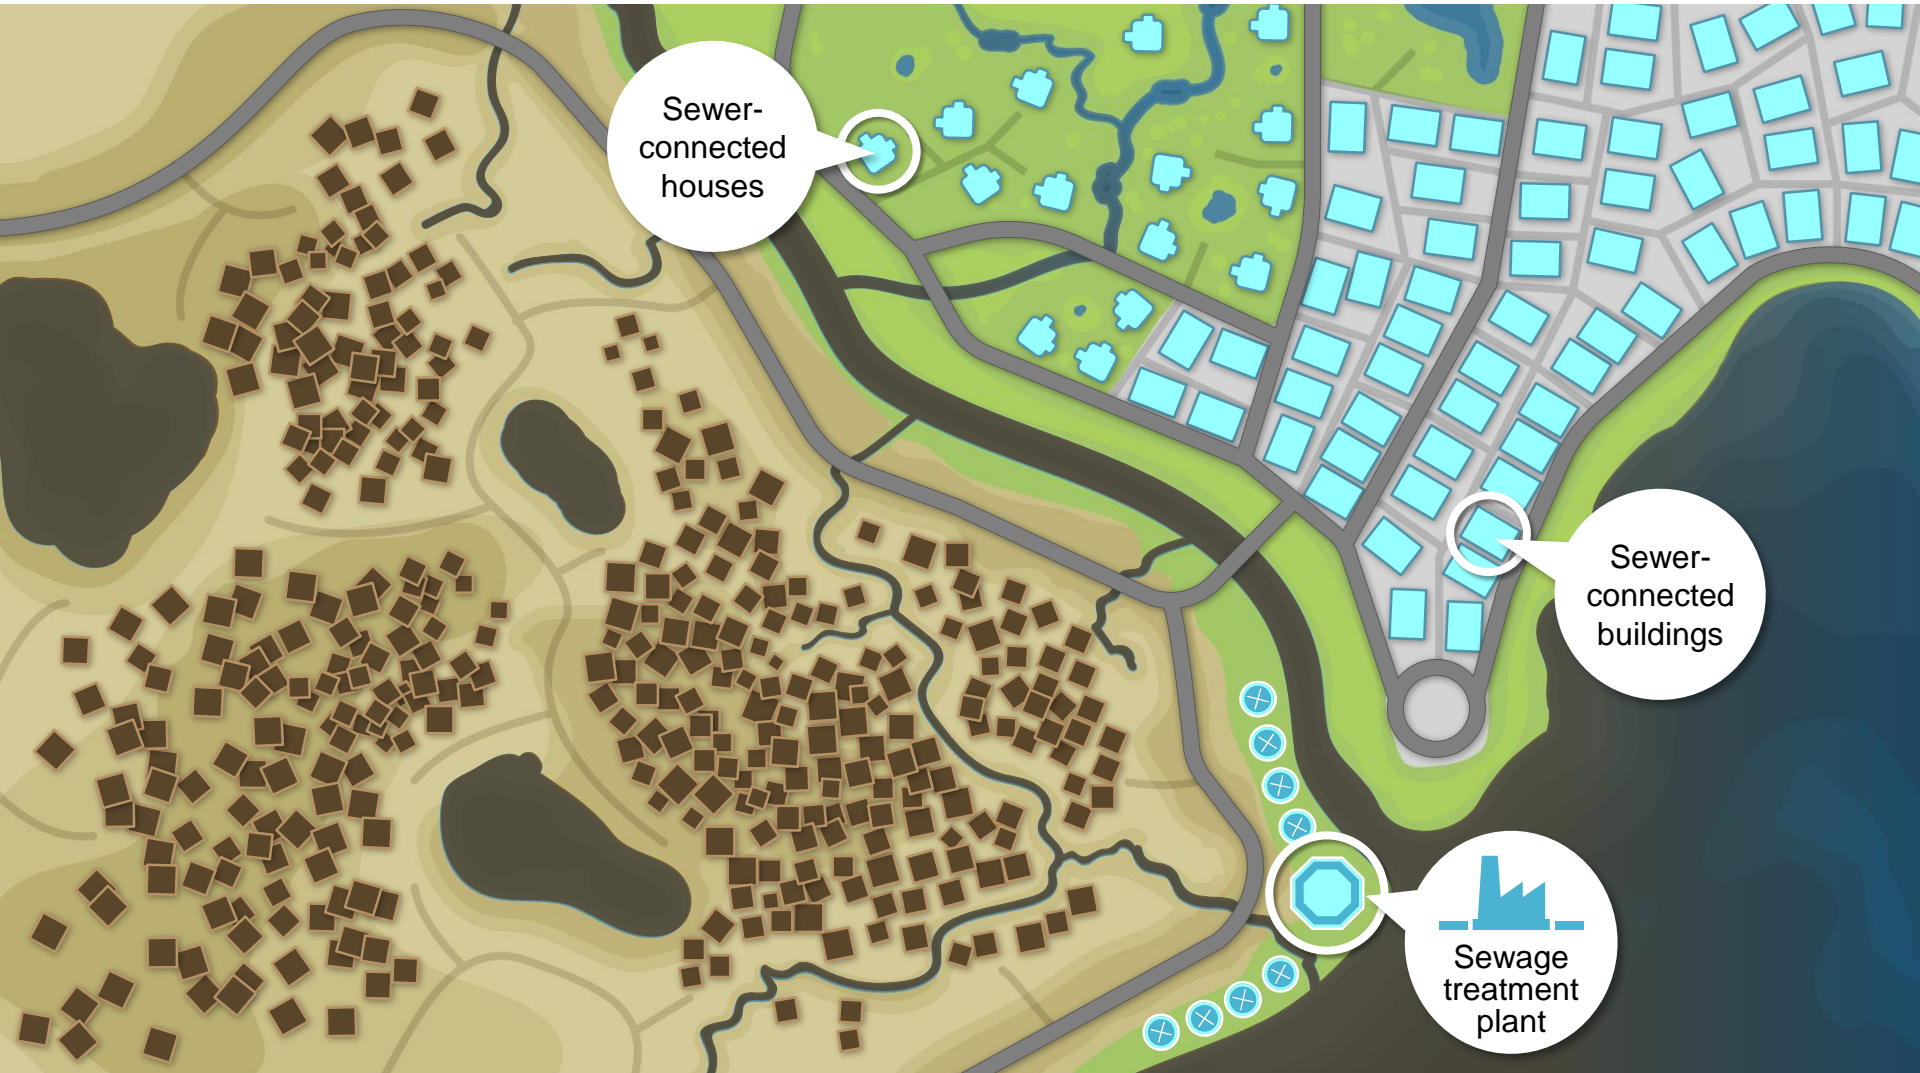 Sewer-
connected
houses
Sewer-
connected
buildings
Sewage
treatment
plant